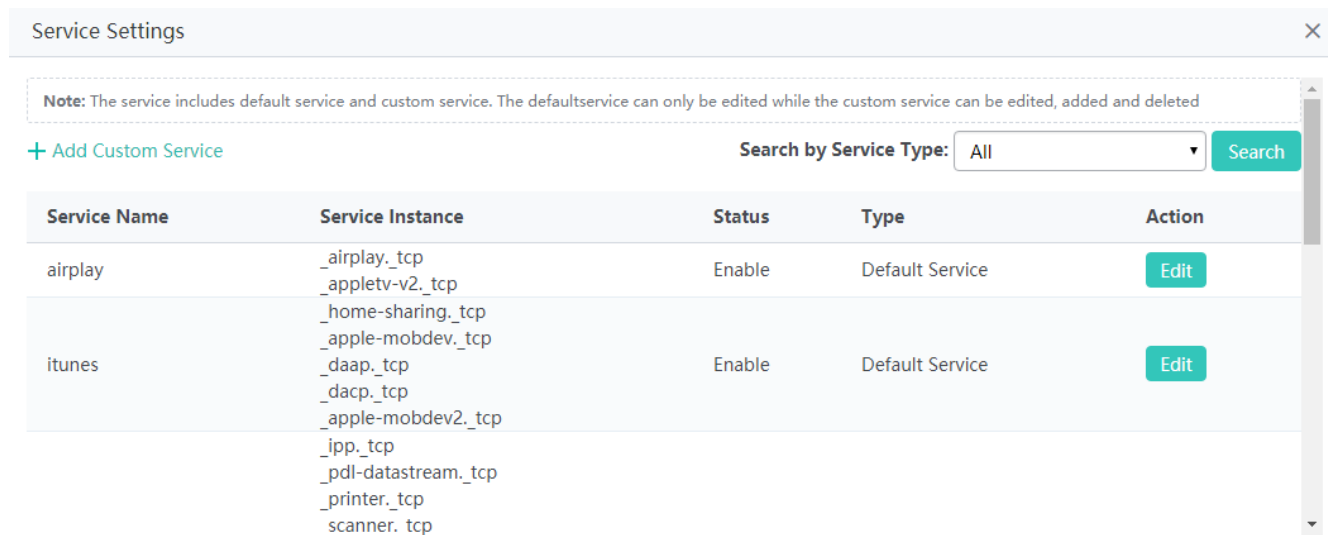 Service Settings
Note: The service includes default service and custom service. The defaultservice can only be edited while the custom service can be edited, added and deleted
+ Add Custom Service Search by Service Type: All Search
Service Name Service Instance Status Type Action
airplay _airplay._tcp _appletv-v2._tcp Enable Default Service Edit
itunes _home-sharing._tcp _apple-mobdev._tcp _daap._tcp _dacp._tcp _apple-mobdev2._tcp Enable Default Service Edit
_ipp._tcp
_pdl-datastream._tcp
_printer._tcp
_scanner._tcp